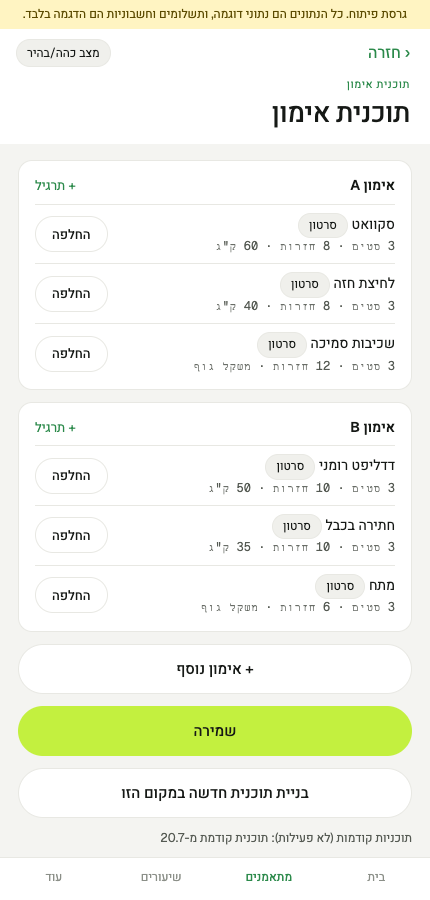 גרסת פיתוח. כל הנתונים הם נתוני דוגמה, ותשלומים וחשבוניות הם הדגמה בלבד.
‹ חזרה
מצב כהה/בהיר
תוכנית אימון
תוכנית אימון
אימון A
+ תרגיל
סקוואט סרטון
3 סטים · 8 חזרות · 60 ק"ג
החלפה
לחיצת חזה סרטון
3 סטים · 8 חזרות · 40 ק"ג
החלפה
שכיבות סמיכה סרטון
3 סטים · 12 חזרות · משקל גוף
החלפה
אימון B
+ תרגיל
דדליפט רומני סרטון
3 סטים · 10 חזרות · 50 ק"ג
החלפה
חתירה בכבל סרטון
3 סטים · 10 חזרות · 35 ק"ג
החלפה
מתח סרטון
3 סטים · 6 חזרות · משקל גוף
החלפה
+ אימון נוסף
שמירה
בניית תוכנית חדשה במקום הזו
תוכניות קודמות (לא פעילות): תוכנית קודמת מ-20.7
בית
מתאמנים
שיעורים
עוד